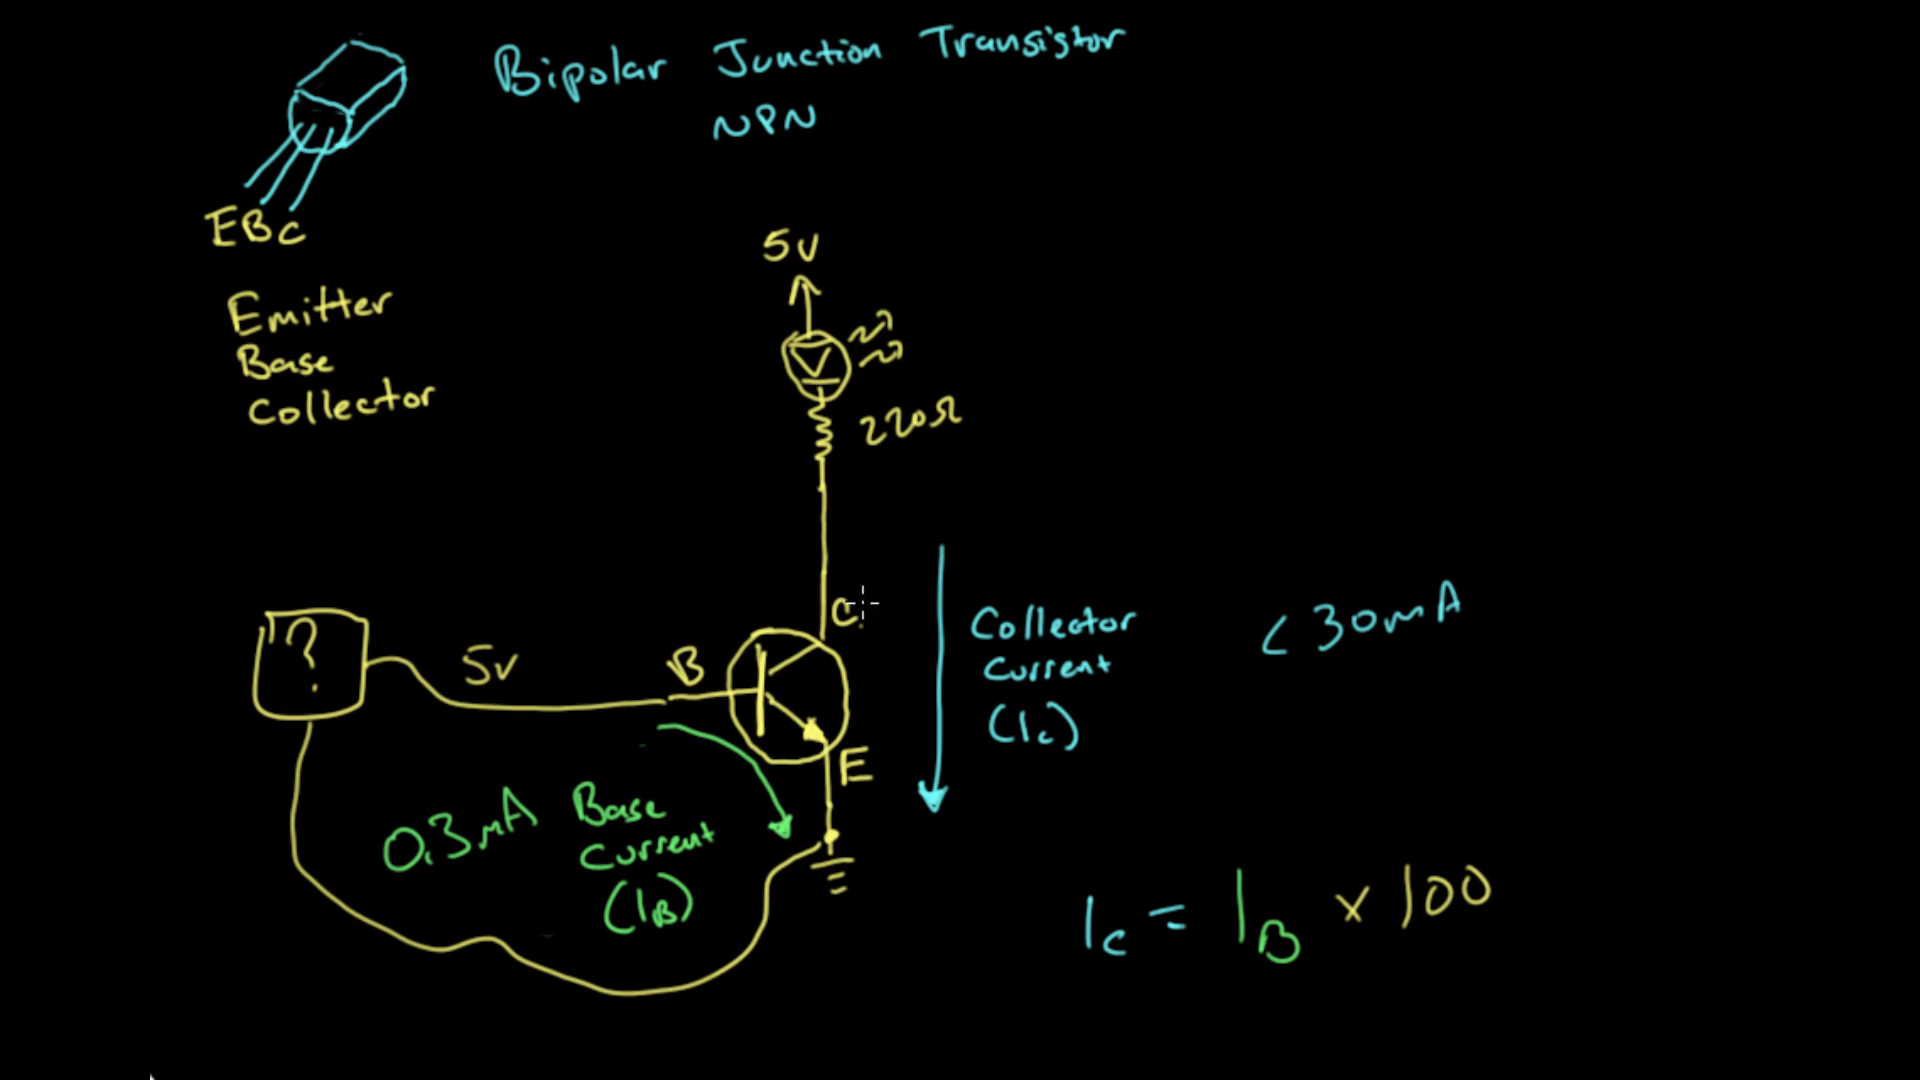 Bipolar Junction Transistor
NPN
EBC
Emitter
Base
Collector
5v
220Ω
C
?
5v
B
E
Collector
Current
(Ic)
< 30mA
0.3mA
Base
Current
(IB)
Ic = IB x 100